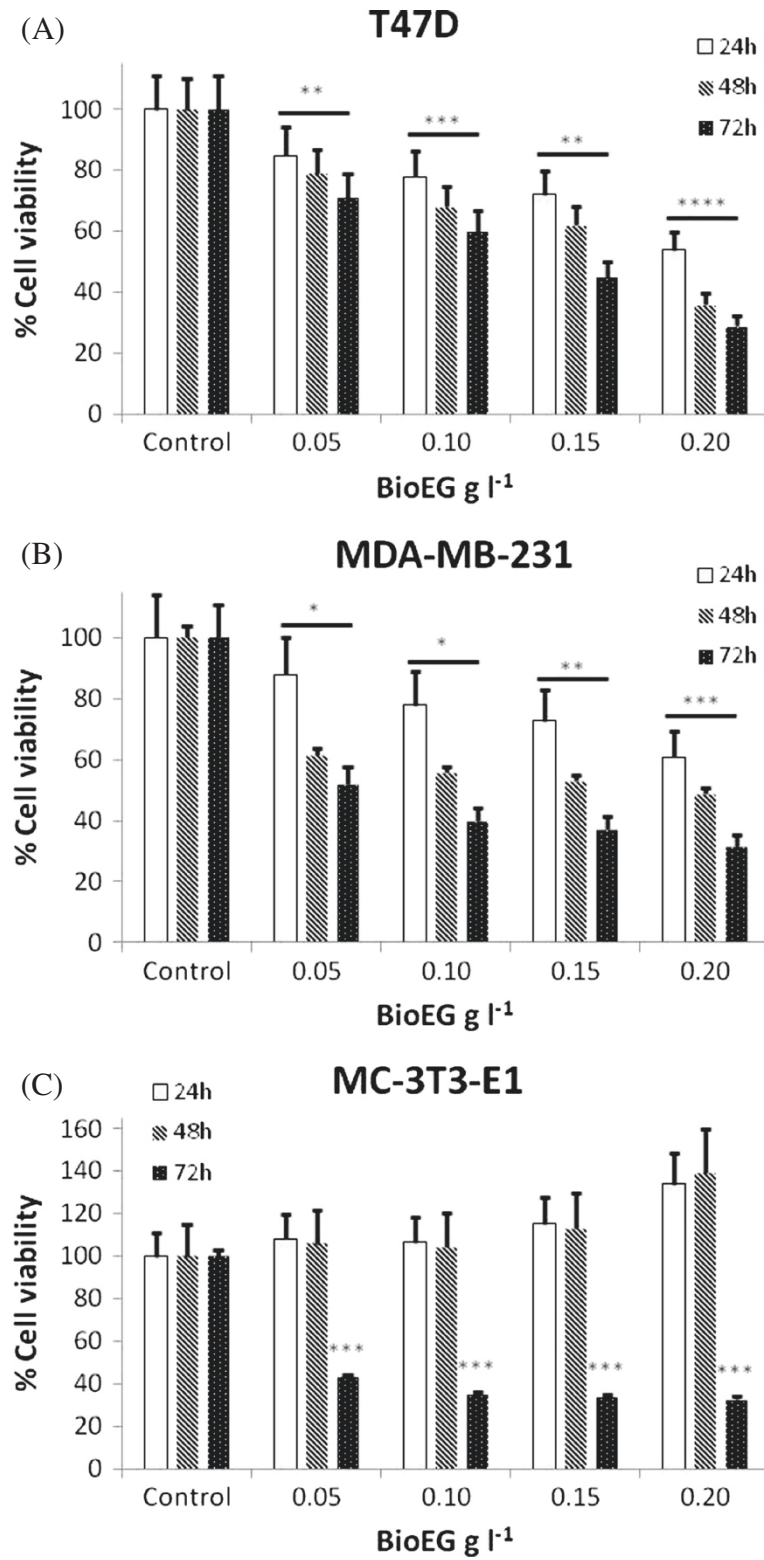 (A)
T47D
24h
48h
72h
** *** ** ****
100
80
60
40
20
0
% Cell viability
Control 0.05 0.10 0.15 0.20
BioEG g l-1
(B)
MDA-MB-231
24h
48h
72h
* * ** ***
100
80
60
40
20
0
% Cell viability
Control 0.05 0.10 0.15 0.20
BioEG g l-1
(C)
MC-3T3-E1
24h
48h
72h
160
140
120
100
80
60
40
20
0
% Cell viability
*** *** *** ***
Control 0.05 0.10 0.15 0.20
BioEG g l-1